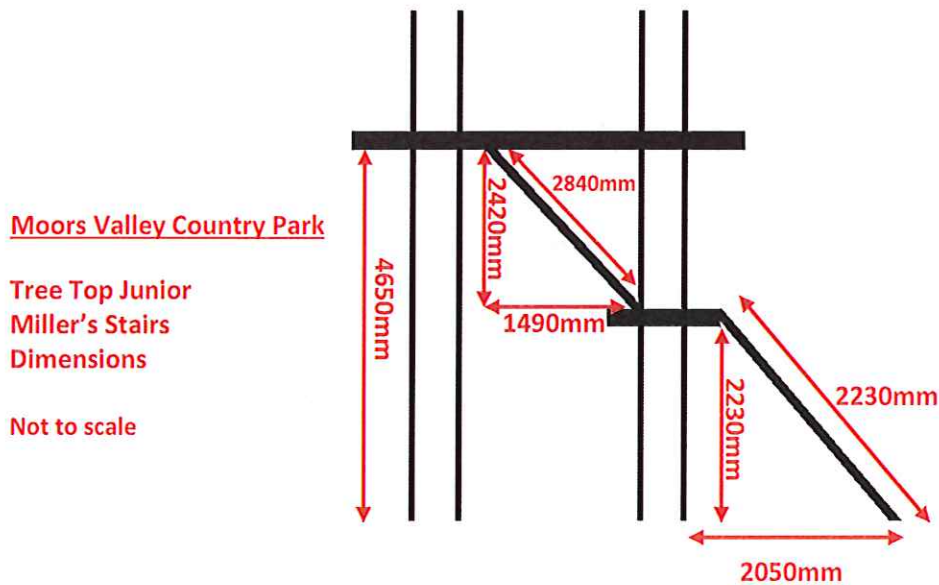 Moors Valley Country Park
Tree Top Junior
Miller's Stairs
Dimensions
Not to scale
4650mm
2420mm
2840mm
1490mm
2230mm
2230mm
2050mm